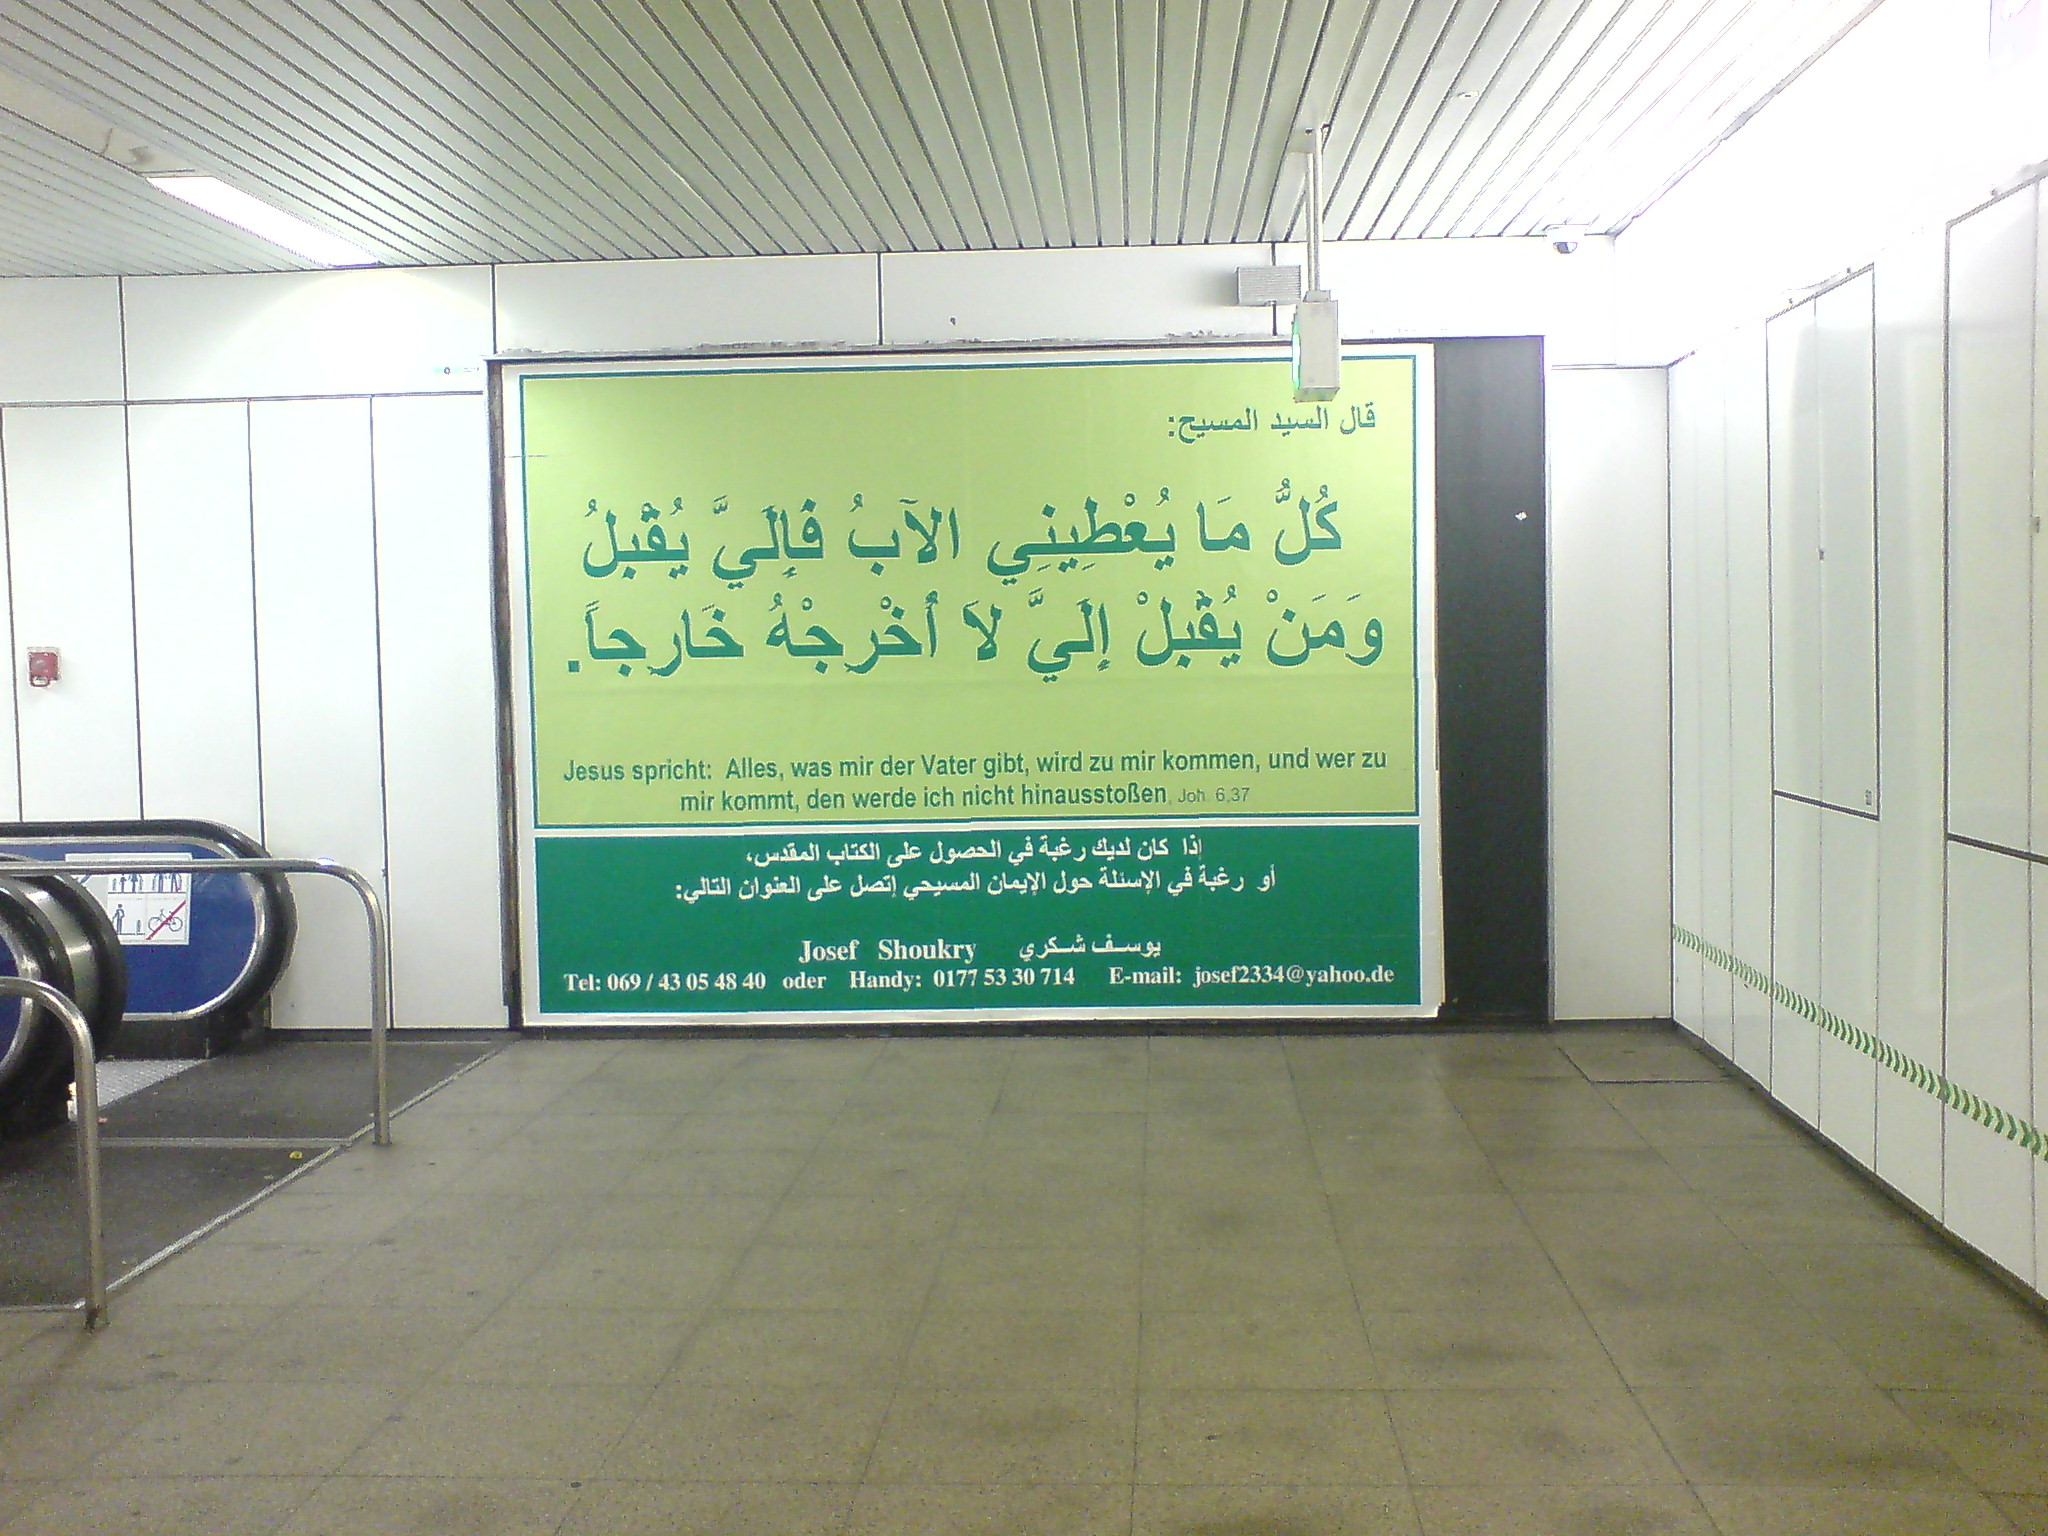 قال السيد المسيح:
كُلُّ مَا يُعْطِينِي الآبُ فَإِلَيَّ يُقْبِلُ
وَمَنْ يُقْبِلْ إِلَيَّ لاَ أُخْرِجْهُ خَارِجاً.
Jesus spricht: Alles, was mir der Vater gibt, wird zu mir kommen, und wer zu
mir kommt, den werde ich nicht hinausstoßen, Joh. 6,37
إذا كان لديك رغبة في الحصول على الكتاب المقدس،
أو رغبة في الإسئلة حول الإيمان المسيحي إتصل على العنوان التالي:
Josef Shoukry يوسف شكري
Tel: 069 / 43 05 48 40 oder Handy: 0177 53 30 714 E-mail: josef2334@yahoo.de